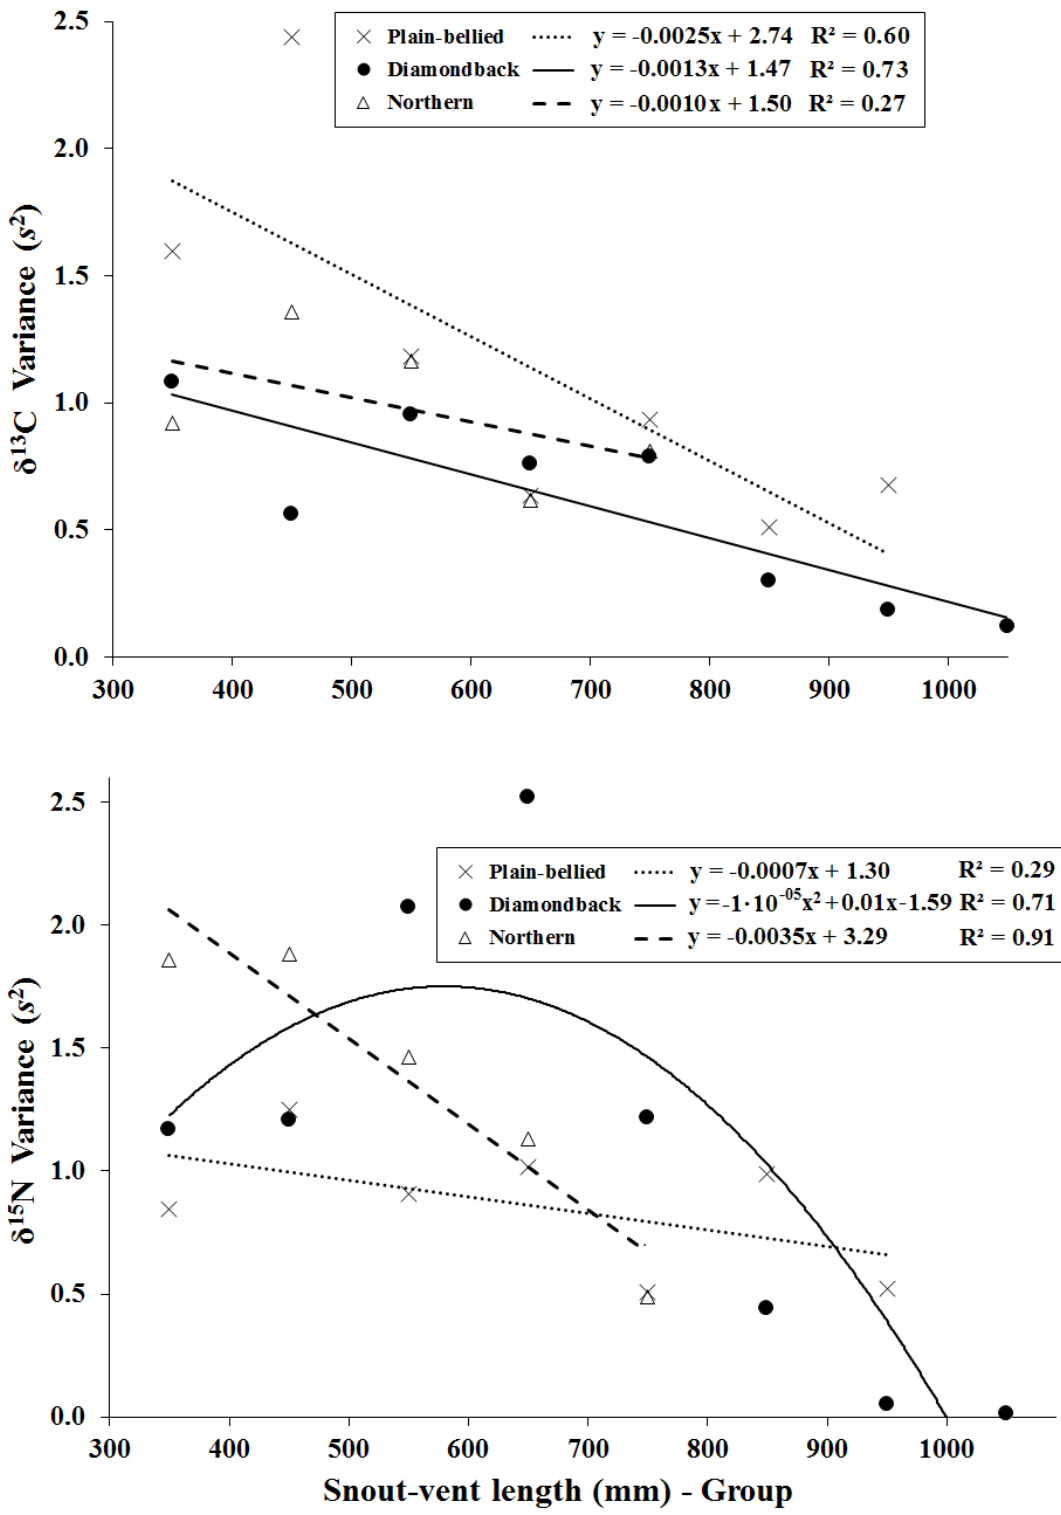 2.5
× Plain-bellied y = -0.0025x + 2.74 R² = 0.60
● Diamondback y = -0.0013x + 1.47 R² = 0.73
△ Northern y = -0.0010x + 1.50 R² = 0.27
2.0
1.5
1.0
0.5
0.0
δ¹³C Variance (s²)
300 400 500 600 700 800 900 1000
2.5
× Plain-bellied y = -0.0007x + 1.30 R² = 0.29
● Diamondback y = -1·10⁻⁰⁵x² + 0.01x - 1.59 R² = 0.71
△ Northern y = -0.0035x + 3.29 R² = 0.91
2.0
1.5
1.0
0.5
0.0
δ¹⁵N Variance (s²)
300 400 500 600 700 800 900 1000
Snout-vent length (mm) - Group